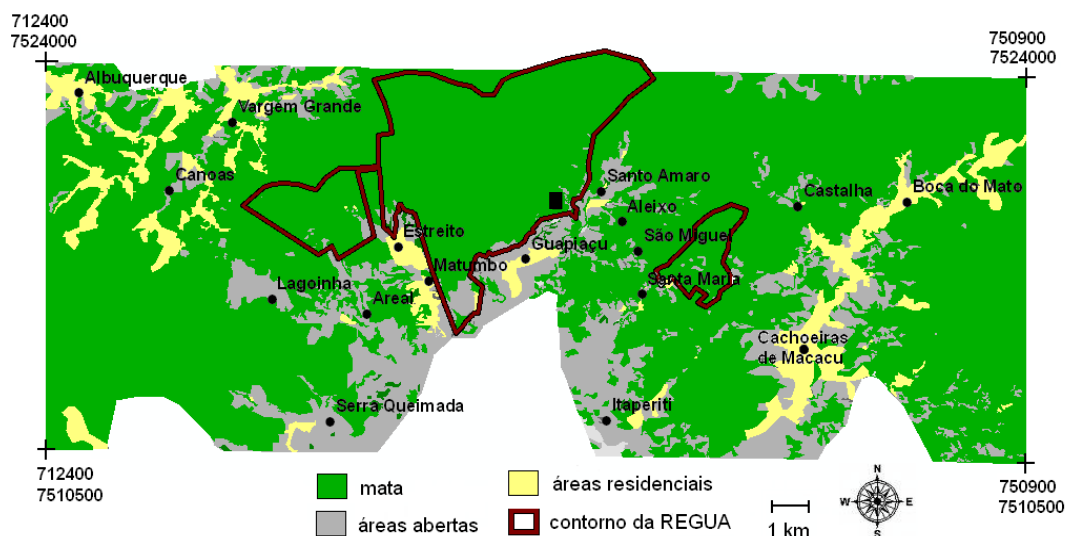 712400
7524000
750900
7524000
Albuquerque
Vargem Grande
Canoas
Santo Amaro
Castalha
Boca do Mato
Aleixo
Estreito
São Miguel
Guapiaçu
Matumbo
Santa Maria
Lagoinha
Areal
Cachoeiras
de Macacu
Serra Queimada
Itaperiti
712400
7510500
750900
7510500
mata
áreas residenciais
áreas abertas
contorno da REGUA
1 km
N
W
E
S